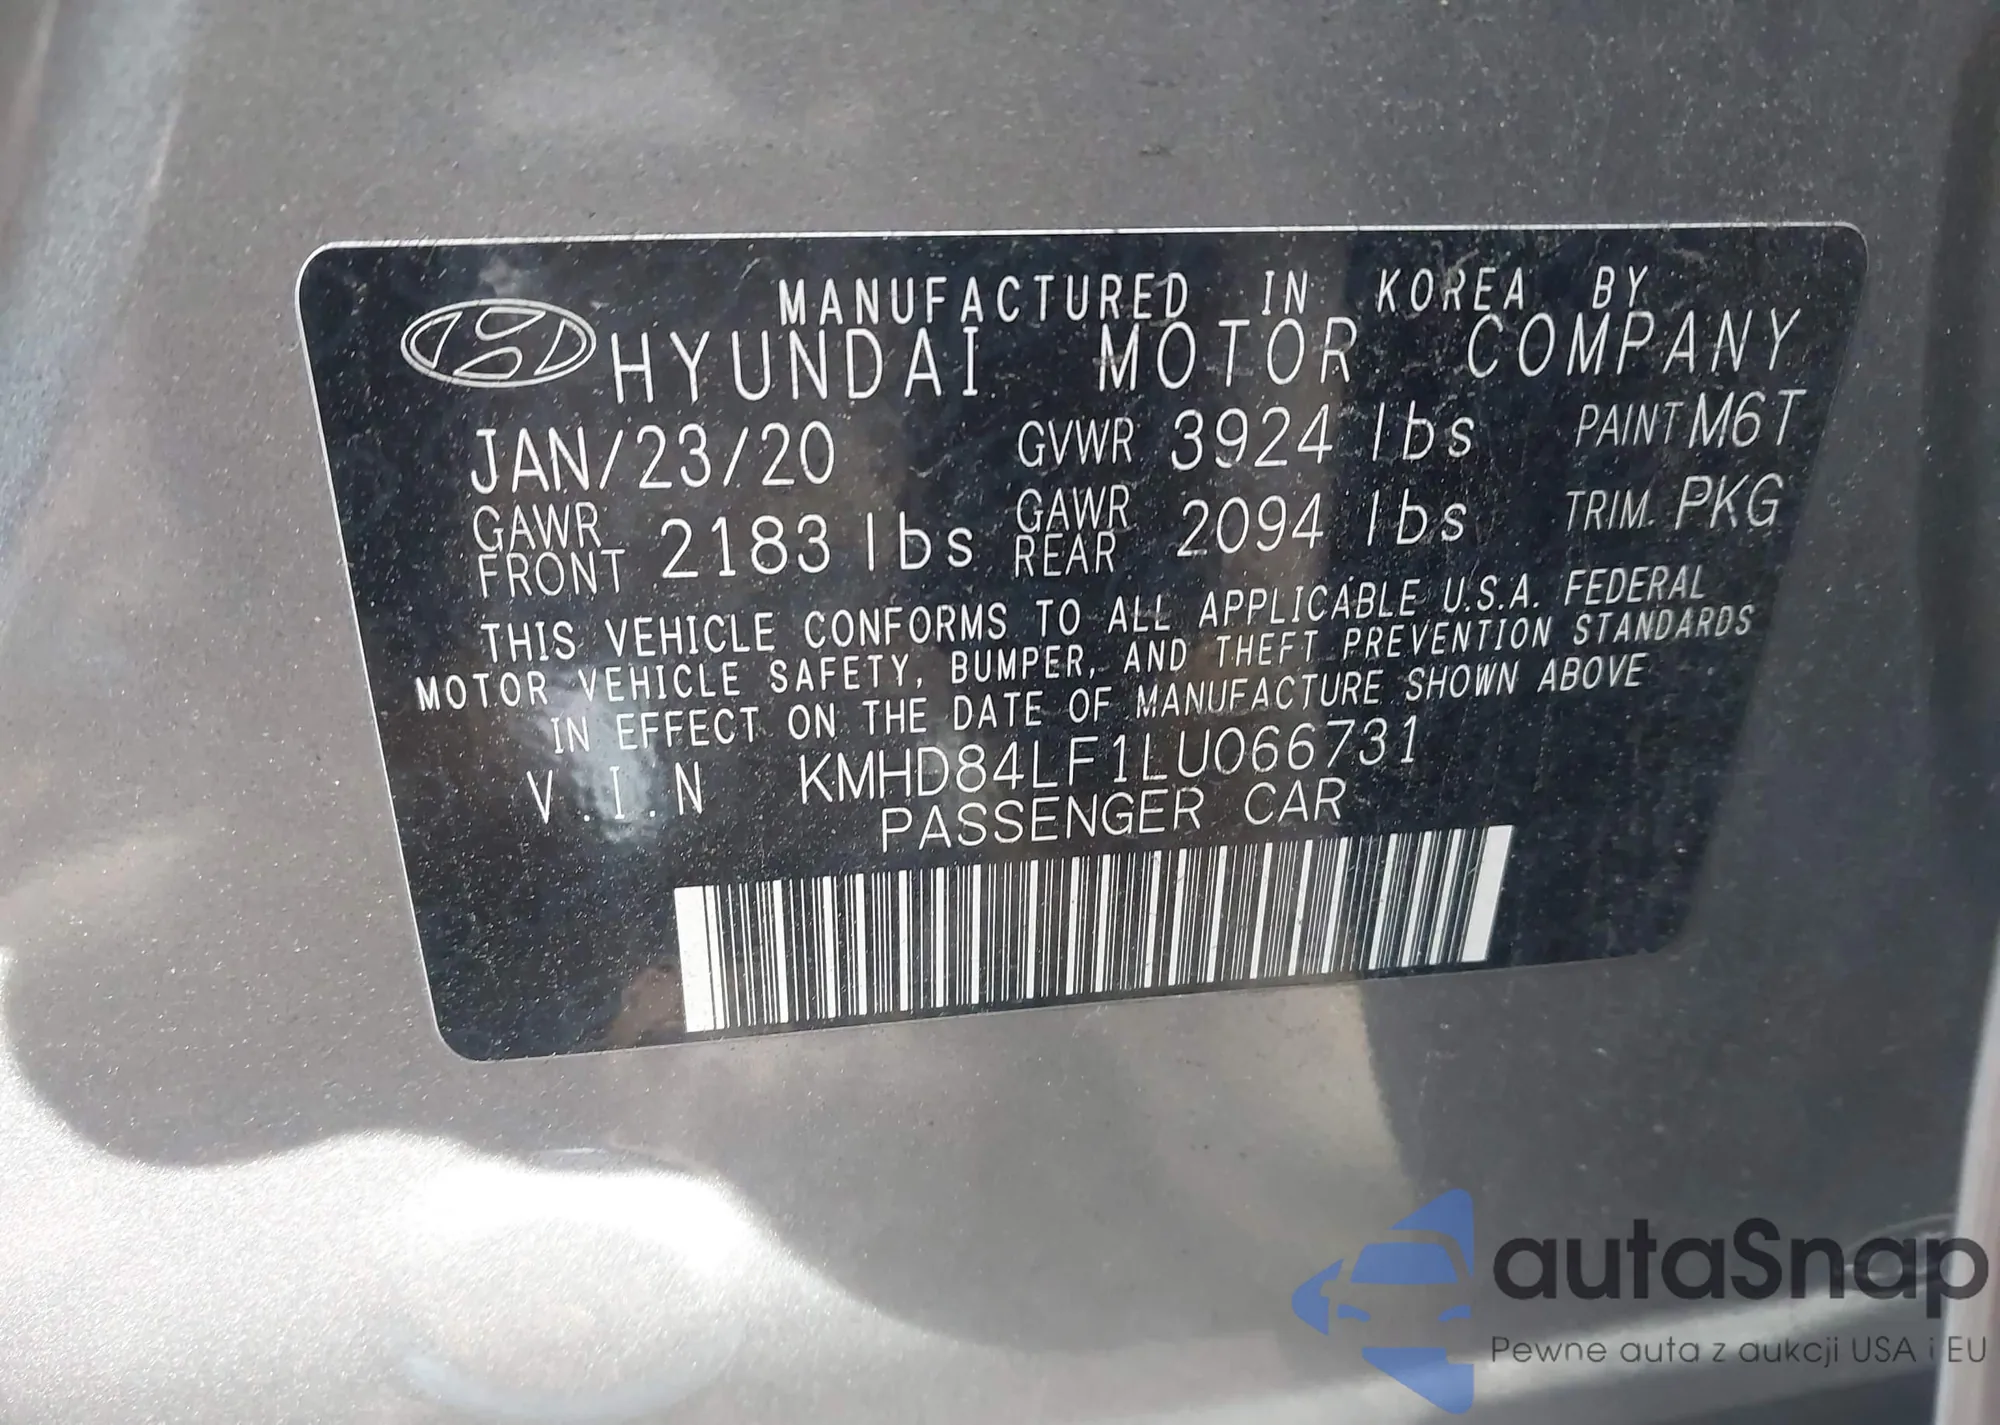 MANUFACTURED IN KOREA BY
HYUNDAI MOTOR COMPANY
JAN/23/20 GVWR 3924 lbs PAINT M6T
GAWR FRONT 2183 lbs GAWR REAR 2094 lbs TRIM. PKG
THIS VEHICLE CONFORMS TO ALL APPLICABLE U.S.A. FEDERAL
MOTOR VEHICLE SAFETY, BUMPER, AND THEFT PREVENTION STANDARDS
IN EFFECT ON THE DATE OF MANUFACTURE SHOWN ABOVE
V.I.N KMHD84LF1LU066731
PASSENGER CAR
autaSnap
Pewne auta z aukcji USA i EU